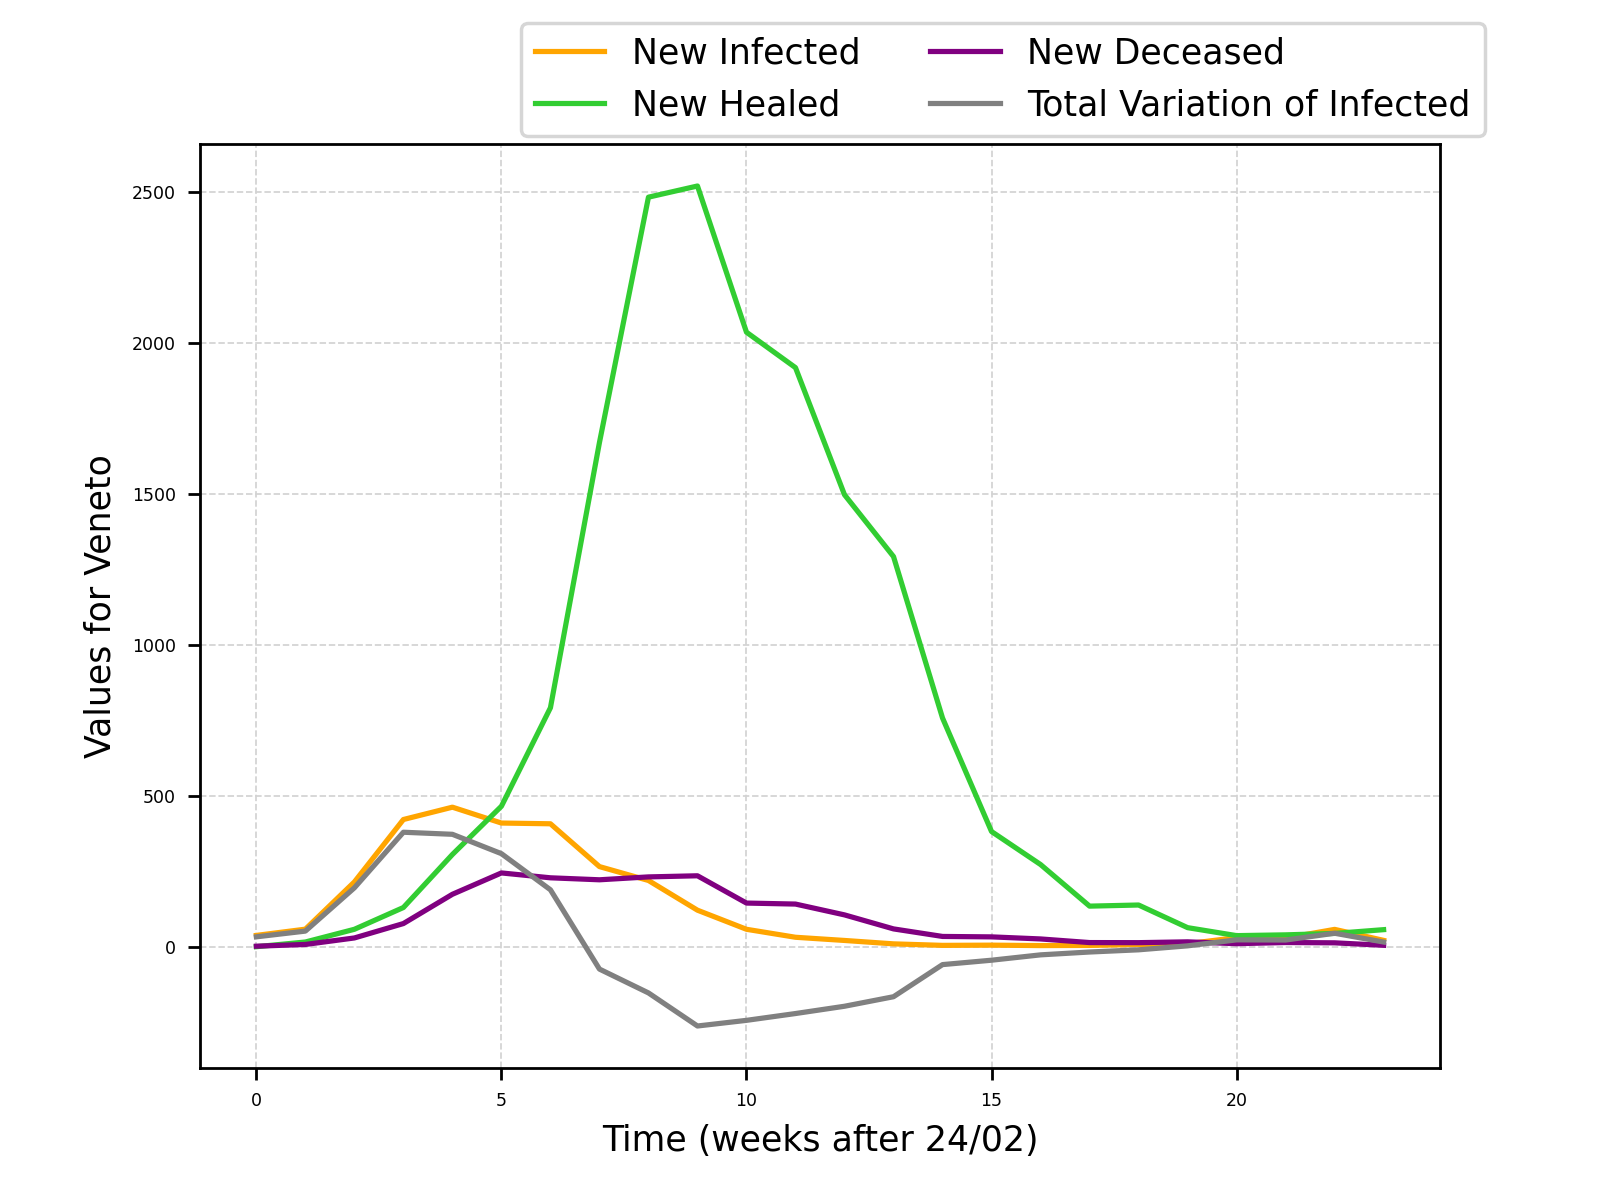 New Infected
New Healed
New Deceased
Total Variation of Infected
Values for Veneto
2500
2000
1500
1000
500
0
0 5 10 15 20
Time (weeks after 24/02)